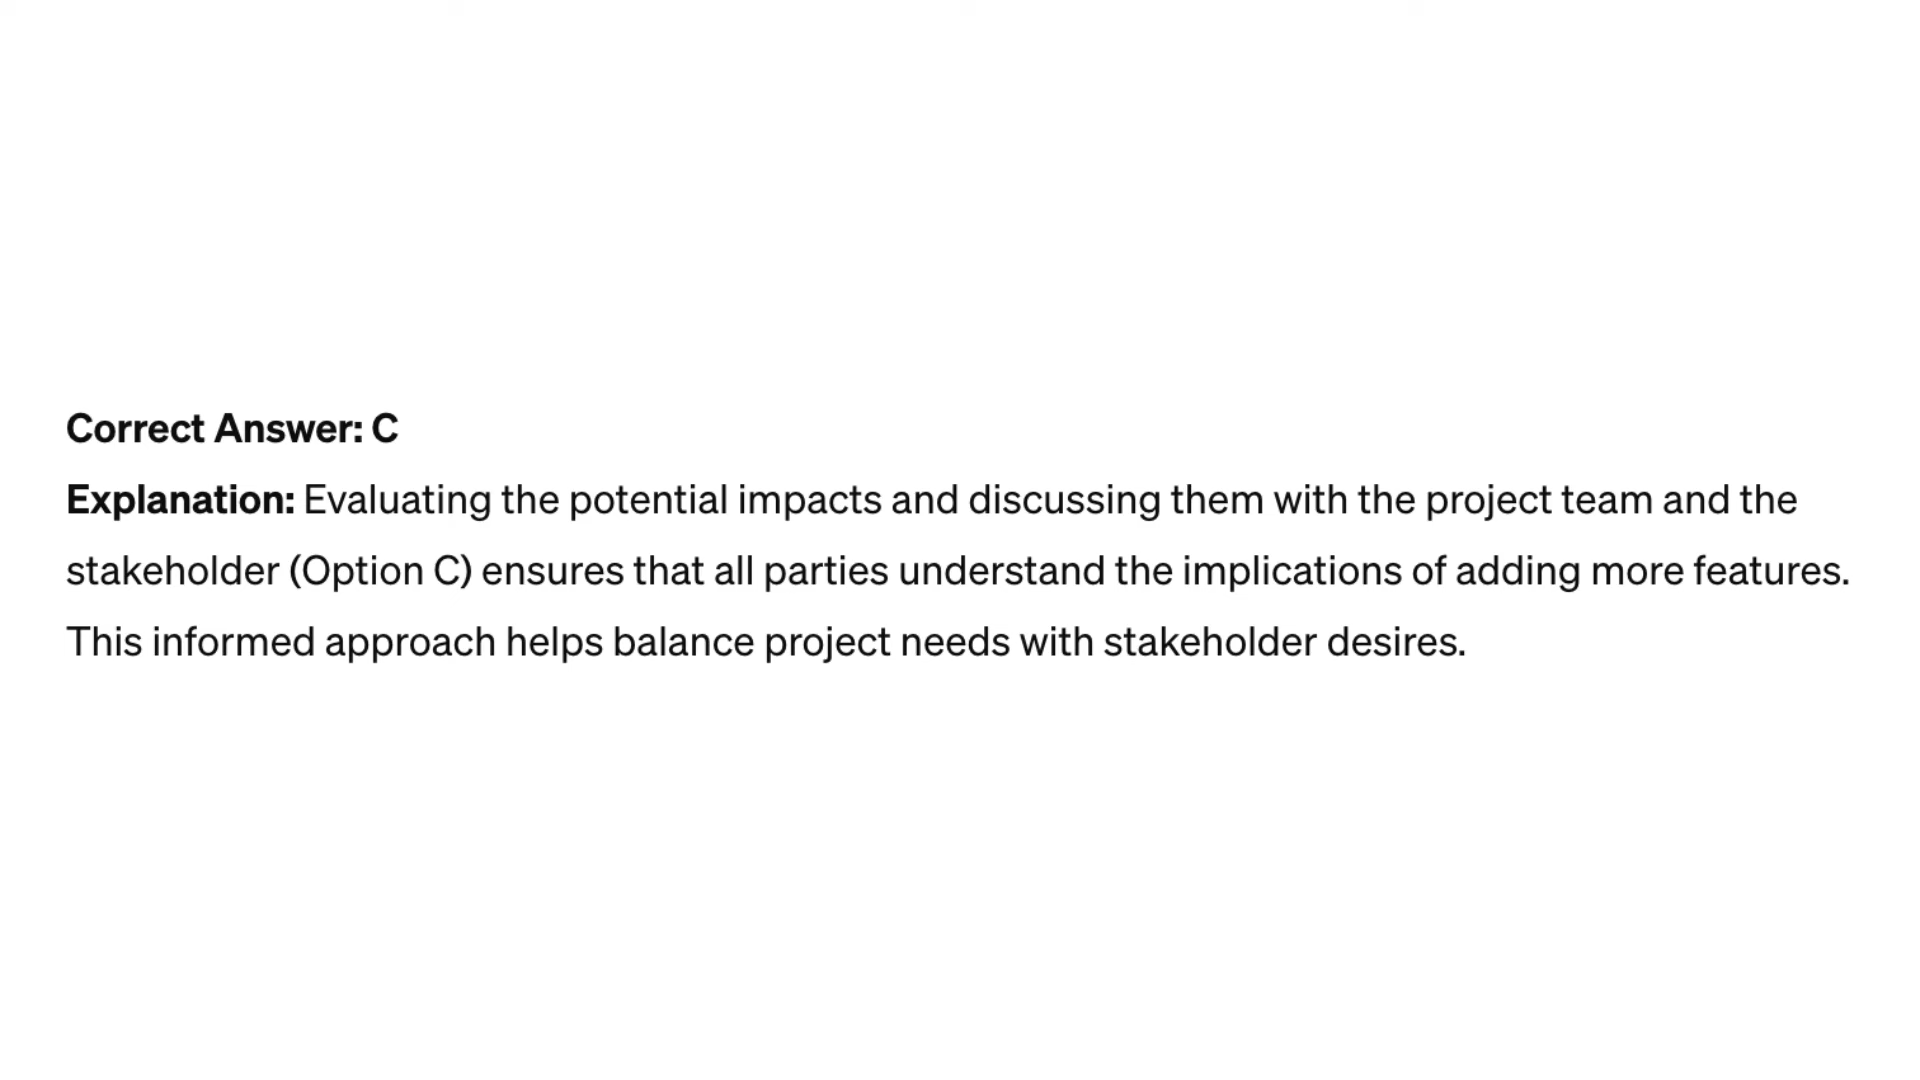 Correct Answer: C
Explanation: Evaluating the potential impacts and discussing them with the project team and the
stakeholder (Option C) ensures that all parties understand the implications of adding more features.
This informed approach helps balance project needs with stakeholder desires.